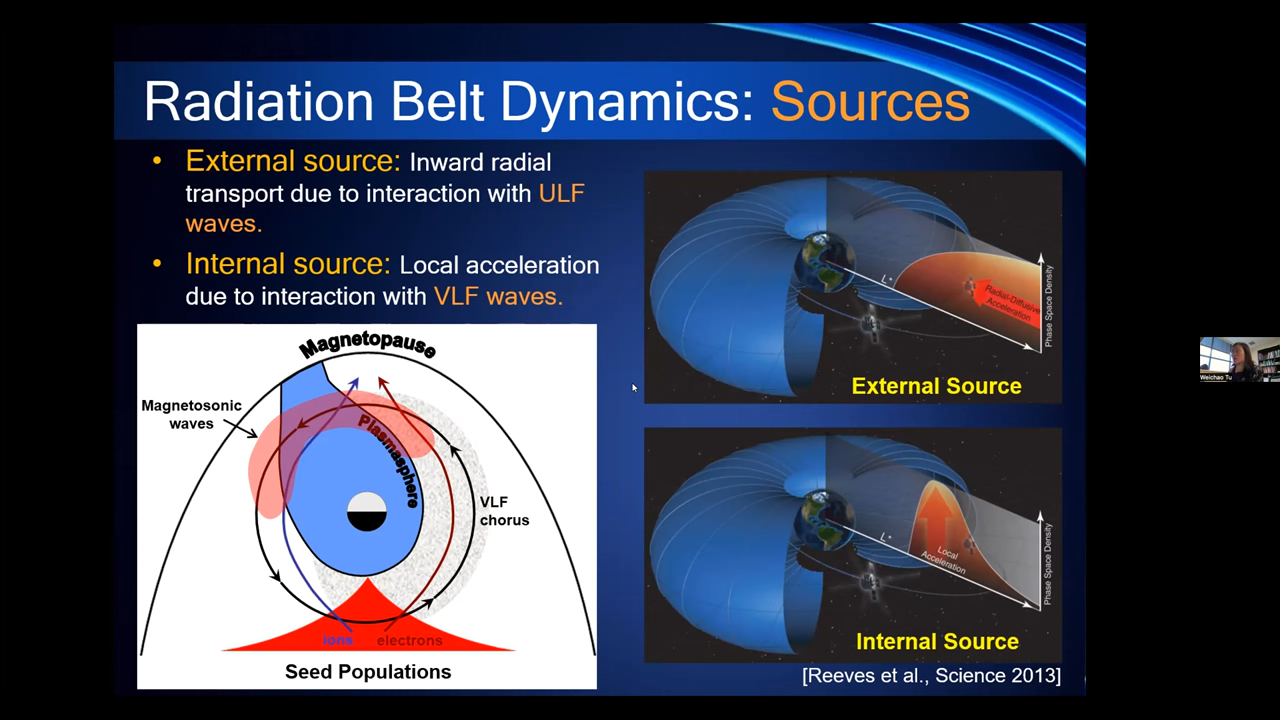 Radiation Belt Dynamics: Sources
• External source: Inward radial
transport due to interaction with ULF
waves.
• Internal source: Local acceleration
due to interaction with VLF waves.
Magnetopause
Magnetosonic
waves
Plasmasphere
VLF
chorus
ions electrons
Seed Populations
L*
Radial-Diffusive
Acceleration
Phase Space Density
External Source
L*
Local
Acceleration
Phase Space Density
Internal Source
[Reeves et al., Science 2013]
Weichao Tu